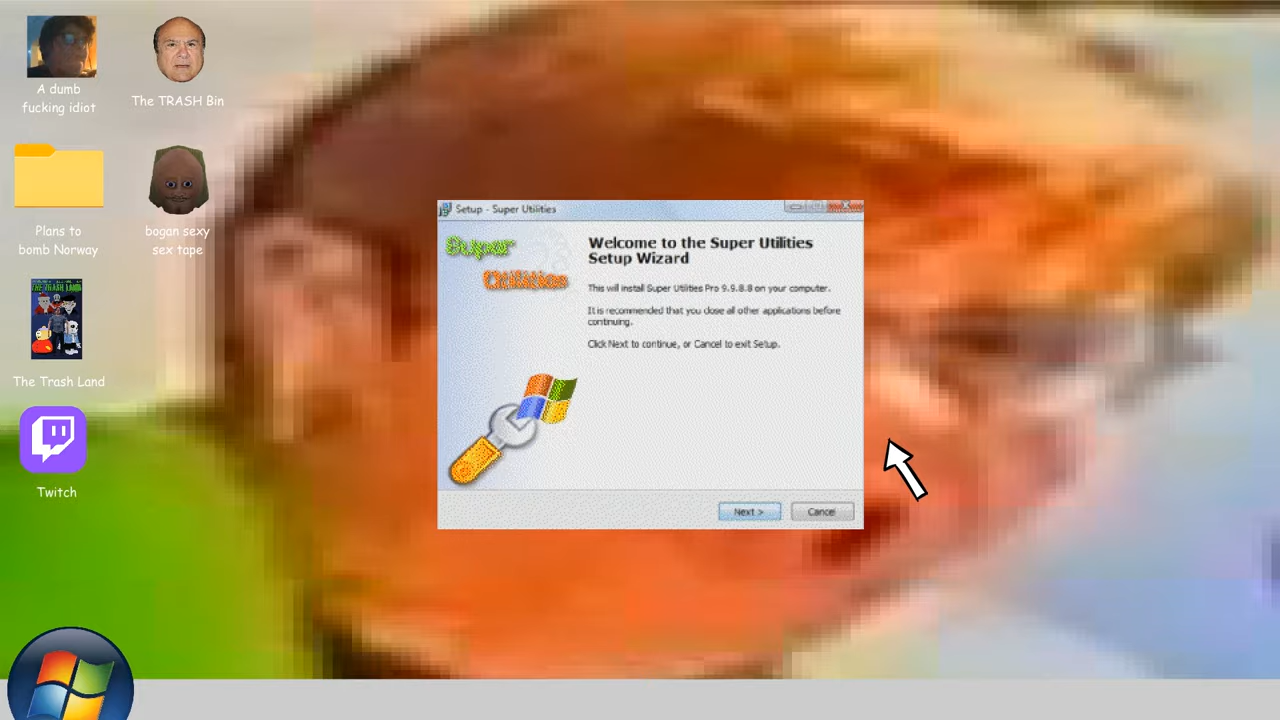 A dumb
fucking idiot
The TRASH Bin
Plans to
bomb Norway
bogan sexy
sex tape
THE TRASH LAND
The Trash Land
Twitch
Setup - Super Utilities
Super
Utilities
Welcome to the Super Utilities
Setup Wizard
This will install Super Utilities Pro 9.9.8.8 on your computer.
It is recommended that you close all other applications before
continuing.
Click Next to continue, or Cancel to exit Setup.
Next >
Cancel